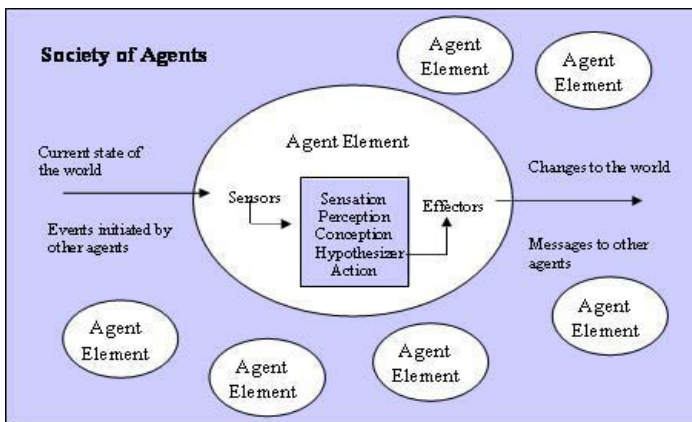 Society of Agents
Agent
Element
Agent
Element
Agent Element
Current state of
the world
Events initiated by
other agents
Sensors
Sensation
Perception
Conception
Hypothesizer
Action
Effectors
Changes to the world
Messages to other
agents
Agent
Element
Agent
Element
Agent
Element
Agent
Element